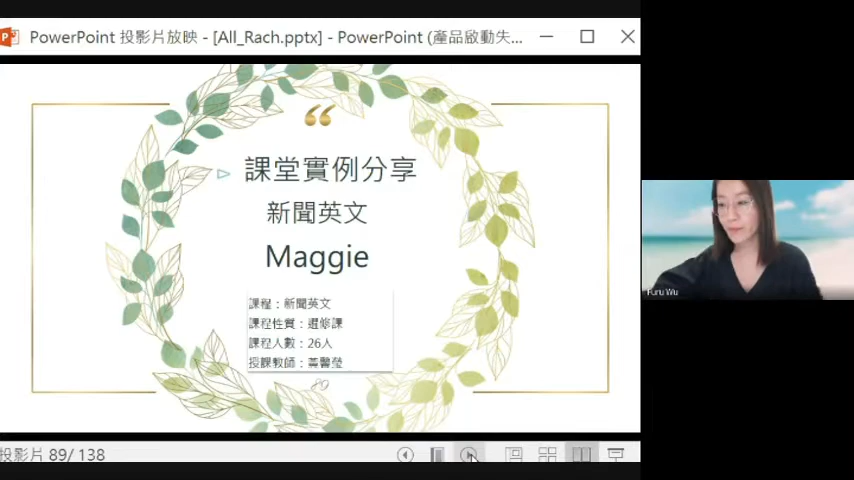 PowerPoint 投影片放映 - [All_Rach.pptx] - PowerPoint (產品啟動失...
課堂實例分享
新聞英文
Maggie
課程：新聞英文
課程性質：選修課
課程人數：26人
授課教師：黃馨瑩
Furu Wu
投影片 89/ 138